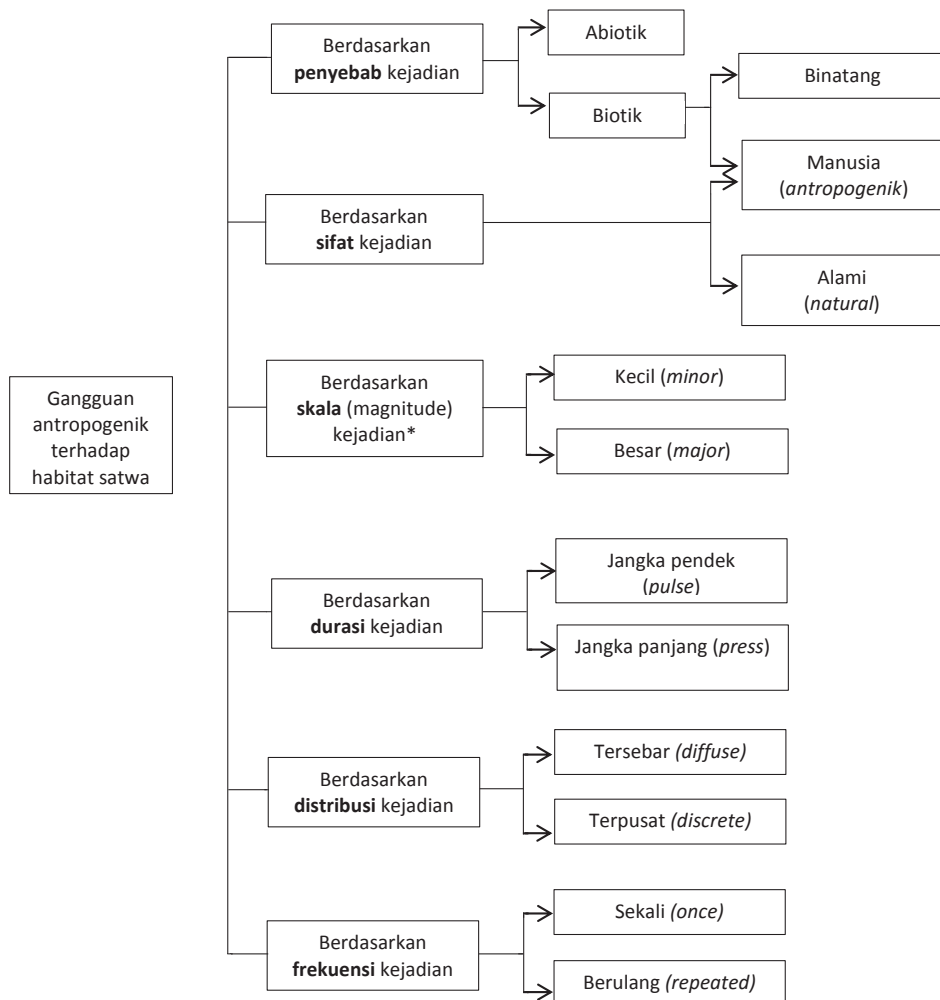 Berdasarkan
penyebab kejadian
Abiotik
Biotik
Binatang
Manusia
(antropogenik)
Berdasarkan
sifat kejadian
Alami
(natural)
Gangguan
antropogenik
terhadap
habitat satwa
Berdasarkan
skala (magnitude)
kejadian*
Kecil (minor)
Besar (major)
Berdasarkan
durasi kejadian
Jangka pendek
(pulse)
Jangka panjang (press)
Berdasarkan
distribusi kejadian
Tersebar (diffuse)
Terpusat (discrete)
Berdasarkan
frekuensi kejadian
Sekali (once)
Berulang (repeated)